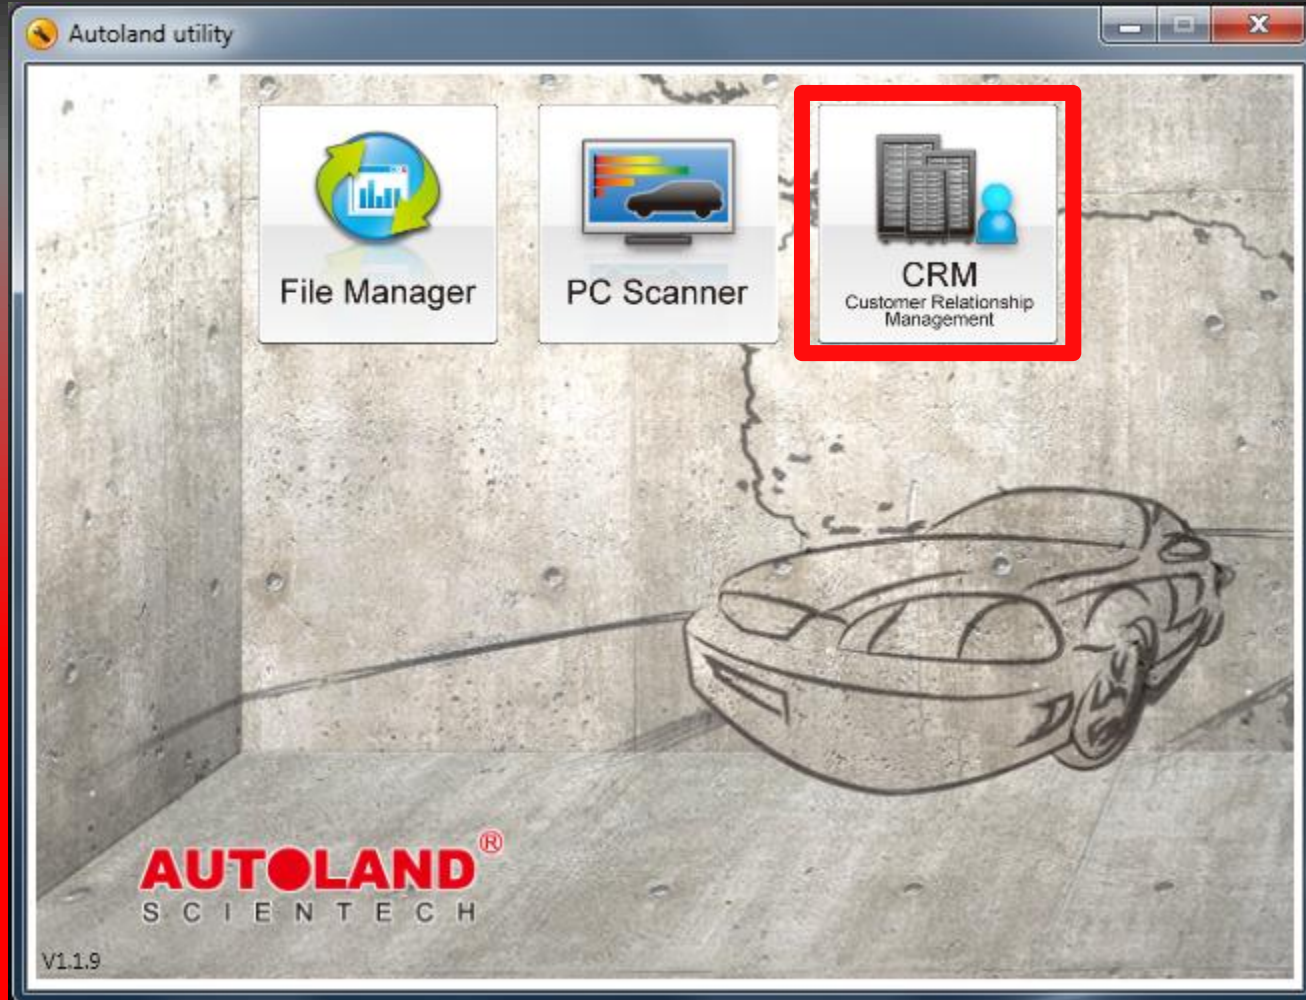 Autoland utility
File Manager
PC Scanner
CRM
Customer Relationship
Management
AUTOLAND®
SCIENTECH
V1.1.9